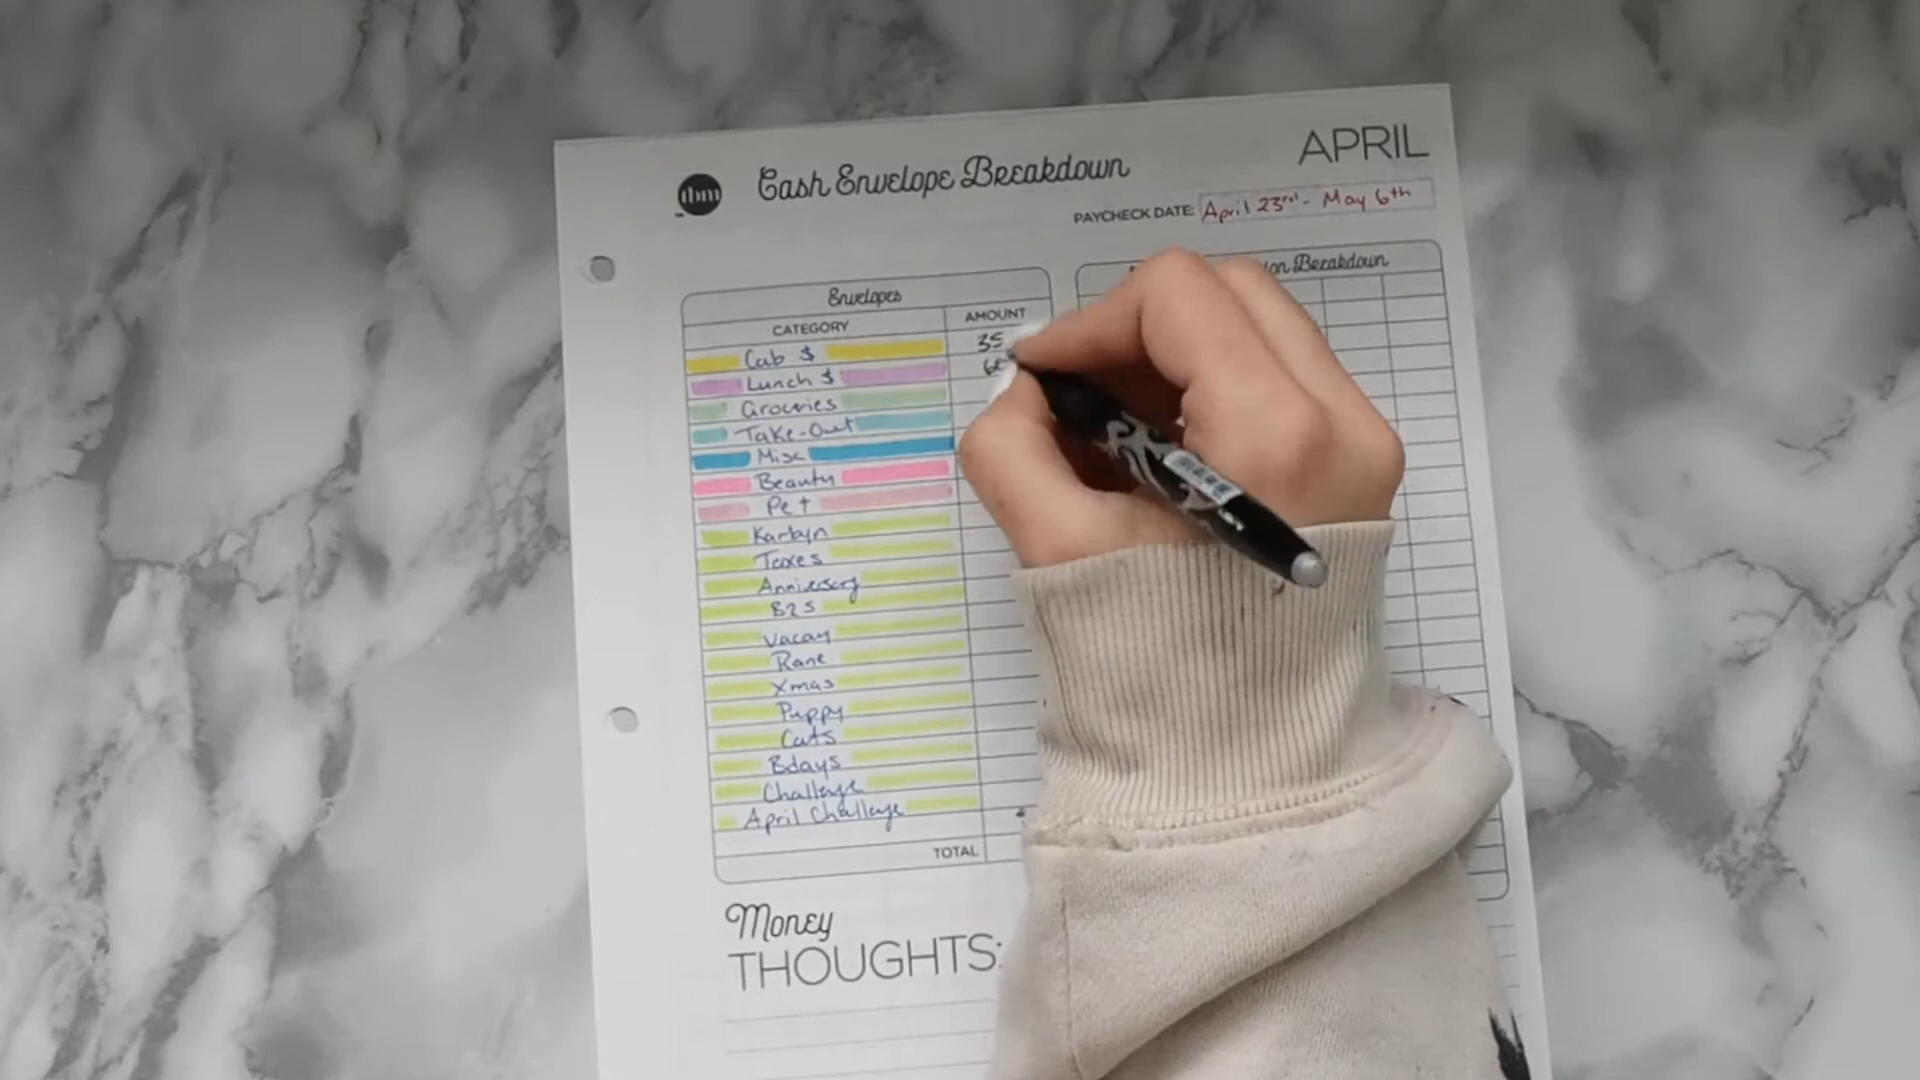 tbm
Cash Envelope Breakdown
APRIL
PAYCHECK DATE: April 23rd - May 6th
Envelopes
Breakdown
CATEGORY AMOUNT
Cab $ 35
Lunch $
Groceries
Take-Out
Misc
Beauty
Pet
Karlyn
Taxes
Anniversary
B2S
Vacay
Rane
Xmas
Puppy
Cats
Bdays
Challenge
April Challenge
TOTAL
Money
THOUGHTS: